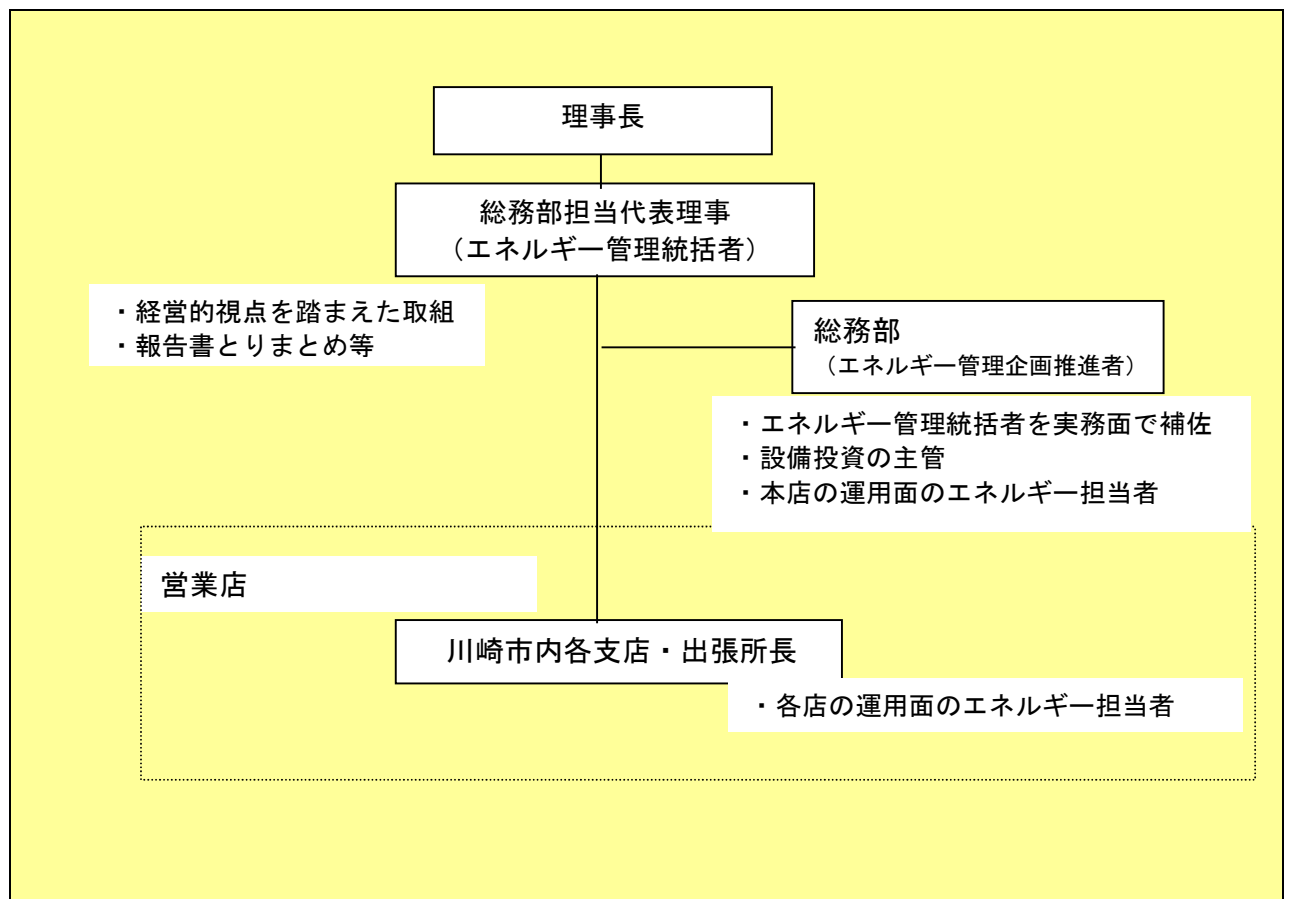 理事長
総務部担当代表理事
（エネルギー管理統括者）
・経営的視点を踏まえた取組
・報告書とりまとめ等
総務部
（エネルギー管理企画推進者）
・エネルギー管理統括者を実務面で補佐
・設備投資の主管
・本店の運用面のエネルギー担当者
営業店
川崎市内各支店・出張所長
・各店の運用面のエネルギー担当者